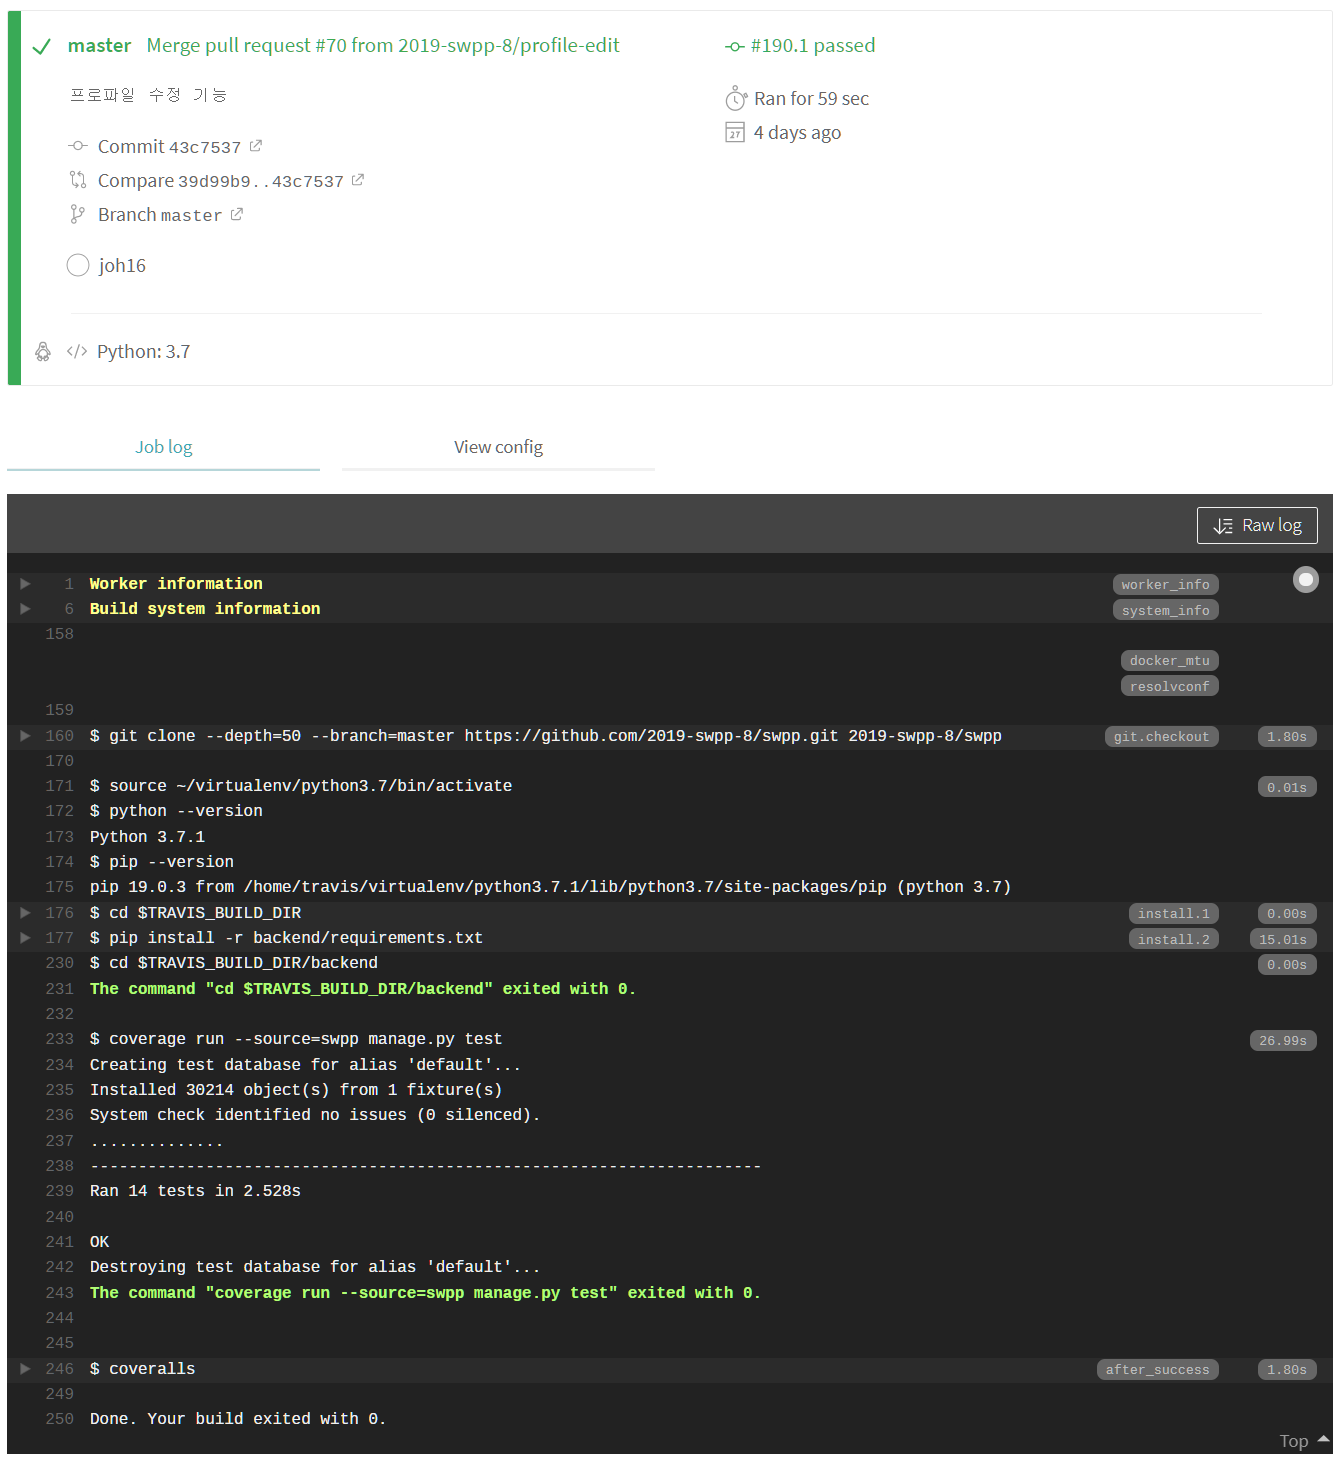 master Merge pull request #70 from 2019-swpp-8/profile-edit
프로파일 수정 기능
Commit 43c7537
Compare 39d99b9..43c7537
Branch master
joh16
#190.1 passed
Ran for 59 sec
27 4 days ago
Python: 3.7
Job log View config
Raw log
1 Worker information worker_info
6 Build system information system_info
158
docker_mtu
resolvconf
159
160 $ git clone --depth=50 --branch=master https://github.com/2019-swpp-8/swpp.git 2019-swpp-8/swpp git.checkout 1.80s
170
171 $ source ~/virtualenv/python3.7/bin/activate 0.01s
172 $ python --version
173 Python 3.7.1
174 $ pip --version
175 pip 19.0.3 from /home/travis/virtualenv/python3.7.1/lib/python3.7/site-packages/pip (python 3.7)
176 $ cd $TRAVIS_BUILD_DIR install.1 0.00s
177 $ pip install -r backend/requirements.txt install.2 15.01s
230 $ cd $TRAVIS_BUILD_DIR/backend 0.00s
231 The command "cd $TRAVIS_BUILD_DIR/backend" exited with 0.
232
233 $ coverage run --source=swpp manage.py test 26.99s
234 Creating test database for alias 'default'...
235 Installed 30214 object(s) from 1 fixture(s)
236 System check identified no issues (0 silenced).
237 ..............
238 ----------------------------------------------------------------------
239 Ran 14 tests in 2.528s
240
241 OK
242 Destroying test database for alias 'default'...
243 The command "coverage run --source=swpp manage.py test" exited with 0.
244
245
246 $ coveralls after_success 1.80s
249
250 Done. Your build exited with 0.
Top